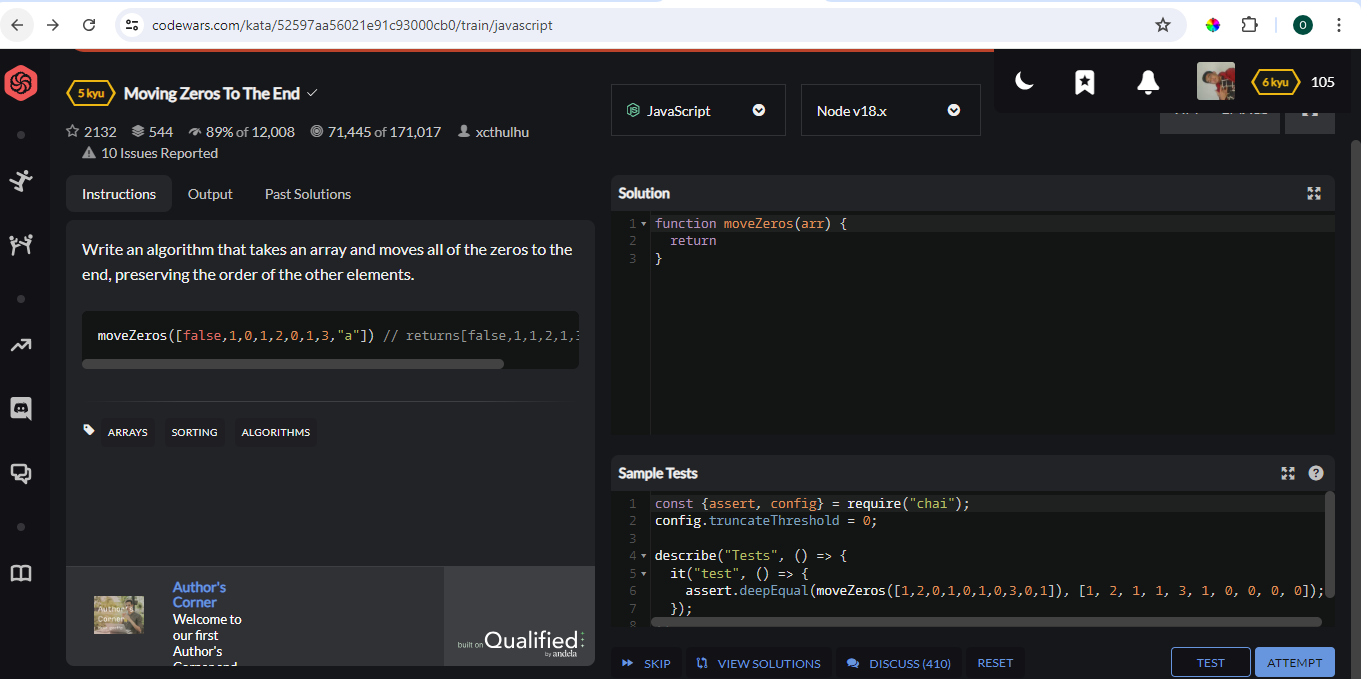 codewars.com/kata/52597aa56021e91c93000cb0/train/javascript
O
5 kyu Moving Zeros To The End
2132 544 89% of 12,008 71,445 of 171,017 xcthulhu
10 Issues Reported
JavaScript
Node v18.x
6 kyu 105
Instructions Output Past Solutions
Write an algorithm that takes an array and moves all of the zeros to the
end, preserving the order of the other elements.
moveZeros([false,1,0,1,2,0,1,3,"a"]) // returns[false,1,1,2,1,3
ARRAYS SORTING ALGORITHMS
Author's
Corner
Author's
Corner
Welcome to
our first
Author's
Corner and
built on Qualified
by andela
Solution
1 function moveZeros(arr) {
2 return
3 }
Sample Tests
1 const {assert, config} = require("chai");
2 config.truncateThreshold = 0;
3
4 describe("Tests", () => {
5 it("test", () => {
6 assert.deepEqual(moveZeros([1,2,0,1,0,1,0,3,0,1]), [1, 2, 1, 1, 3, 1, 0, 0, 0, 0]);
7 });
8
SKIP VIEW SOLUTIONS DISCUSS (410) RESET TEST ATTEMPT